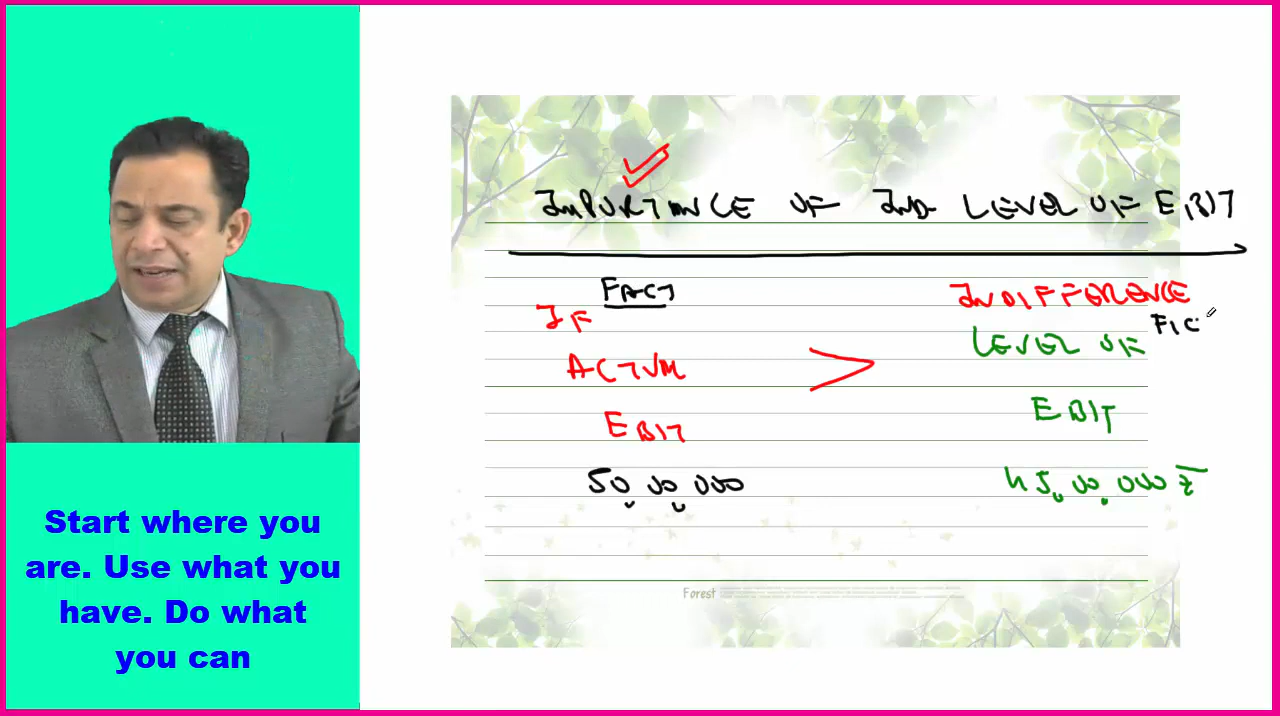 IMPORTANCE OF IND LEVEL OF EBIT
FACT
INDIFFERENCE
IF
FIC
LEVEL OF
ACTUAL >
EBIT
EBIT
50,00,000
45,00,000
Forest
Start where you
are. Use what you
have. Do what
you can